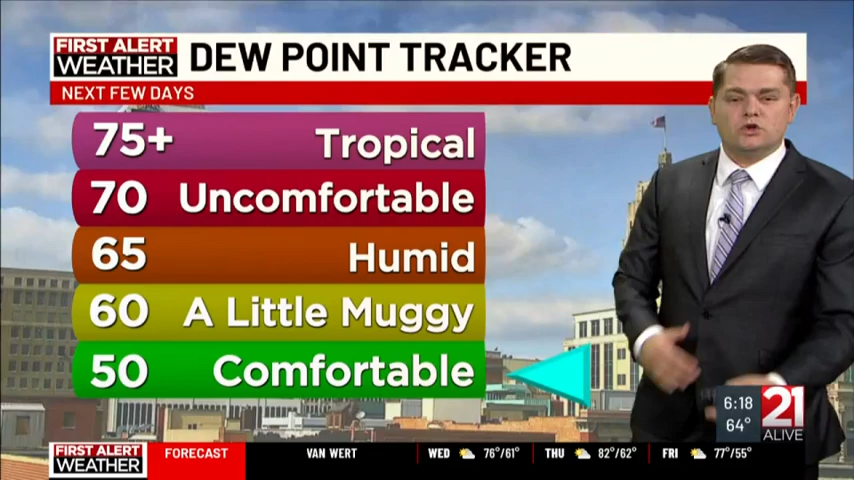 FIRST ALERT
WEATHER
DEW POINT TRACKER
NEXT FEW DAYS
75+ Tropical
70 Uncomfortable
65 Humid
60 A Little Muggy
50 Comfortable
6:18
64°
21
ALIVE
FIRST ALERT
WEATHER
FORECAST VAN WERT WED 76°/61° THU 82°/62° FRI 77°/55°